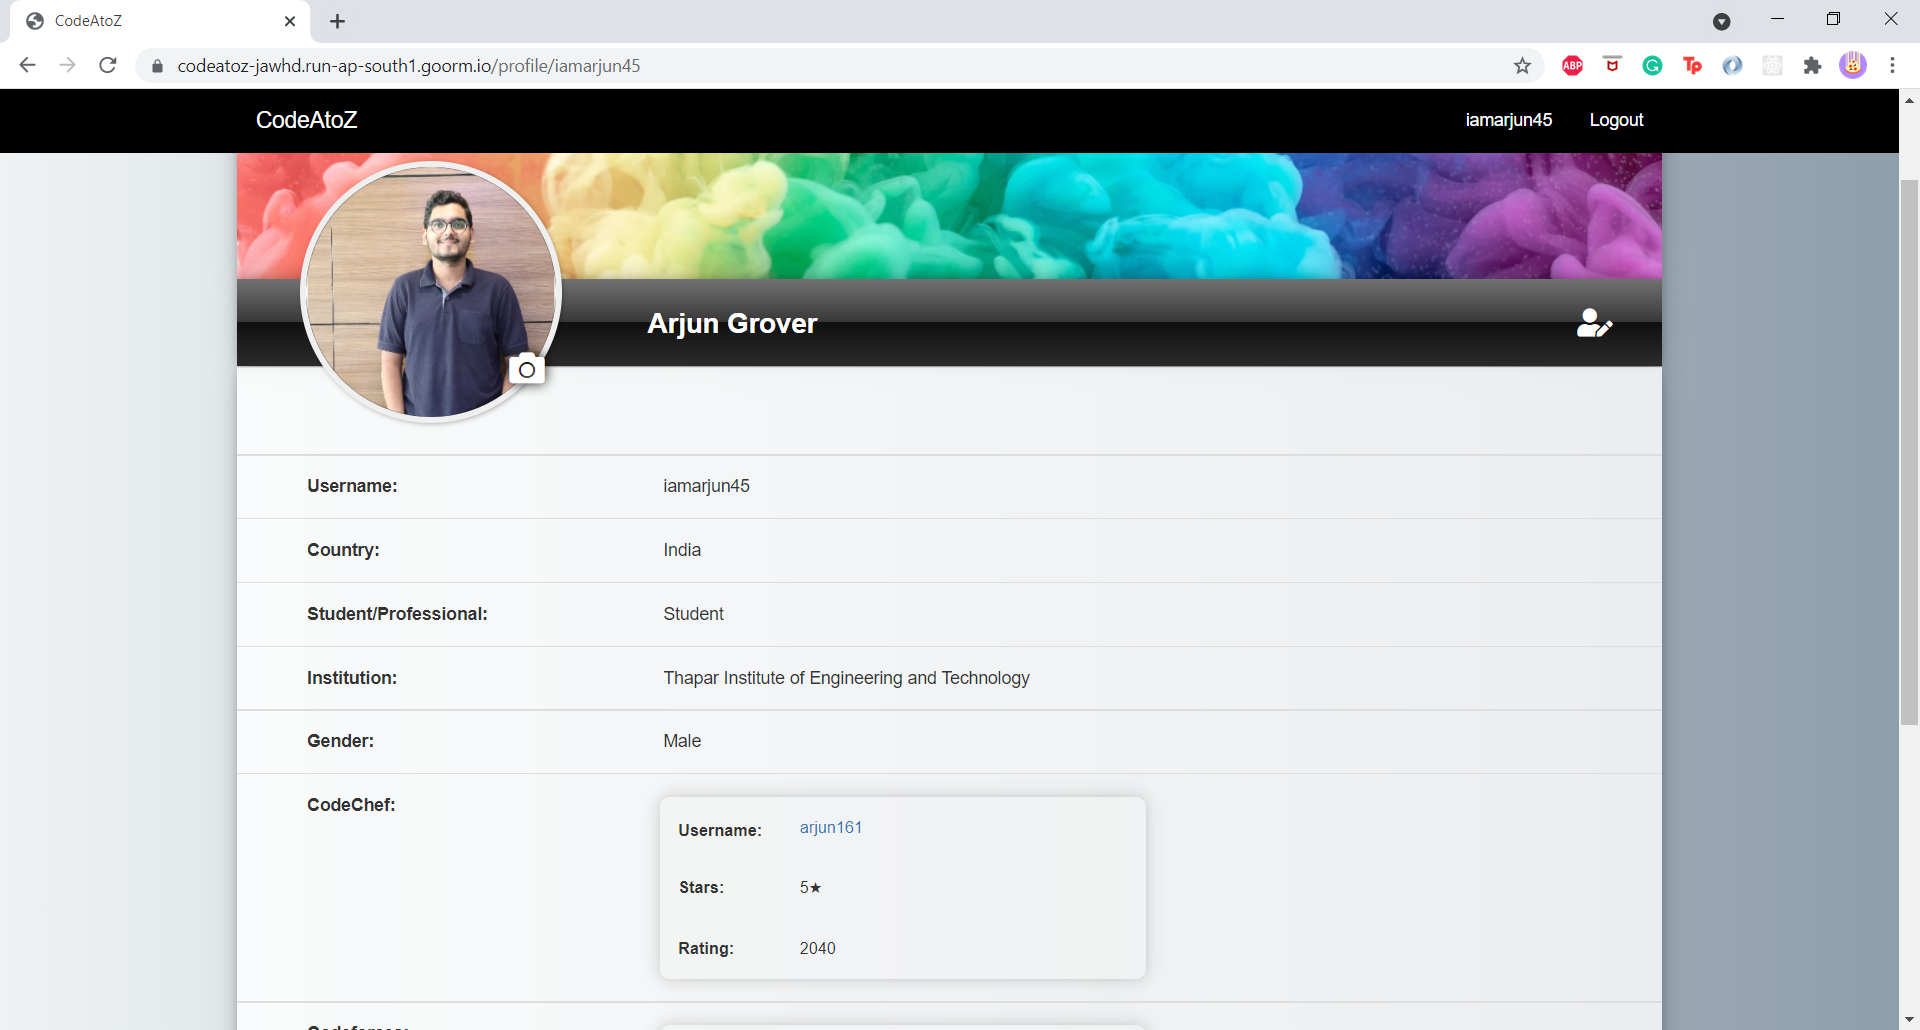 CodeAtoZ
codeatoz-jawhd.run-ap-south1.goorm.io/profile/iamarjun45
ABP
Tp
CodeAtoZ
iamarjun45 Logout
Arjun Grover
Username: iamarjun45
Country: India
Student/Professional: Student
Institution: Thapar Institute of Engineering and Technology
Gender: Male
CodeChef:
Username: arjun161
Stars: 5★
Rating: 2040